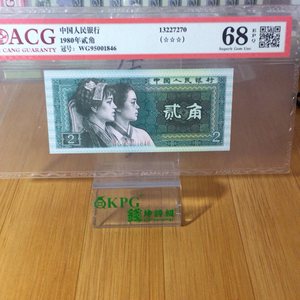 ACG
CANG GUARANTY
中国人民银行
1980年贰角
冠号: WG95001846
13227270
(☆☆☆)
68
EPQ
Superb Gem Unc
中国人民银行
贰角
2
2
KPG